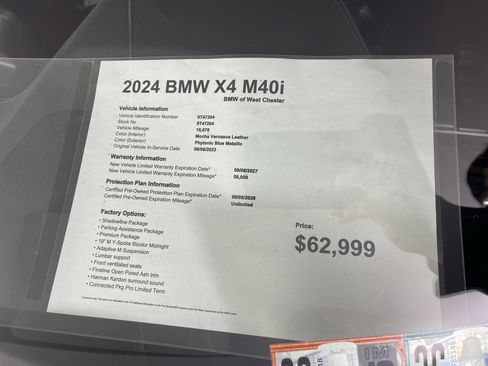 2024 BMW X4 M40i
BMW of West Chester
Vehicle Information
Vehicle Identification Number 9T47204
Stock No 9T47204
Vehicle Mileage 16,676
Color (Interior) Mocha Vernasca Leather
Color (Exterior) Phytonic Blue Metallic
Original Vehicle In-Service Date 09/08/2023
Warranty Information
New Vehicle Limited Warranty Expiration Date* 09/08/2027
New Vehicle Limited Warranty Expiration Mileage* 50,000
Protection Plan Information
Certified Pre-Owned Protection Plan Expiration Date* 09/08/2028
Certified Pre-Owned Expiration Mileage* Unlimited
Factory Options:
• Shadowline Package
• Parking Assistance Package
• Premium Package
• 19" M Y-Spoke Bicolor Midnight
• Adaptive M Suspension
• Lumbar support
• Front ventilated seats
• Fineline Open Pored Ash trim
• Harman Kardon surround sound
• Connected Pkg Pro Limited Term
Price:
$62,999